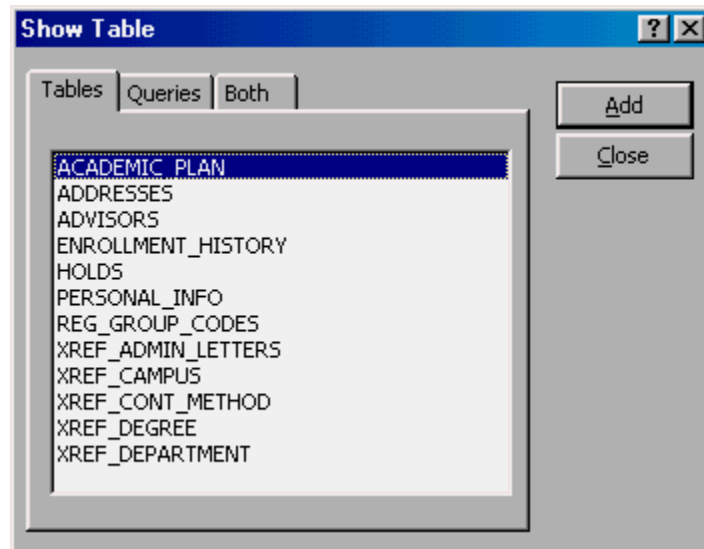 Show Table
Tables Queries Both
Add
Close
ACADEMIC_PLAN
ADDRESSES
ADVISORS
ENROLLMENT_HISTORY
HOLDS
PERSONAL_INFO
REG_GROUP_CODES
XREF_ADMIN_LETTERS
XREF_CAMPUS
XREF_CONT_METHOD
XREF_DEGREE
XREF_DEPARTMENT